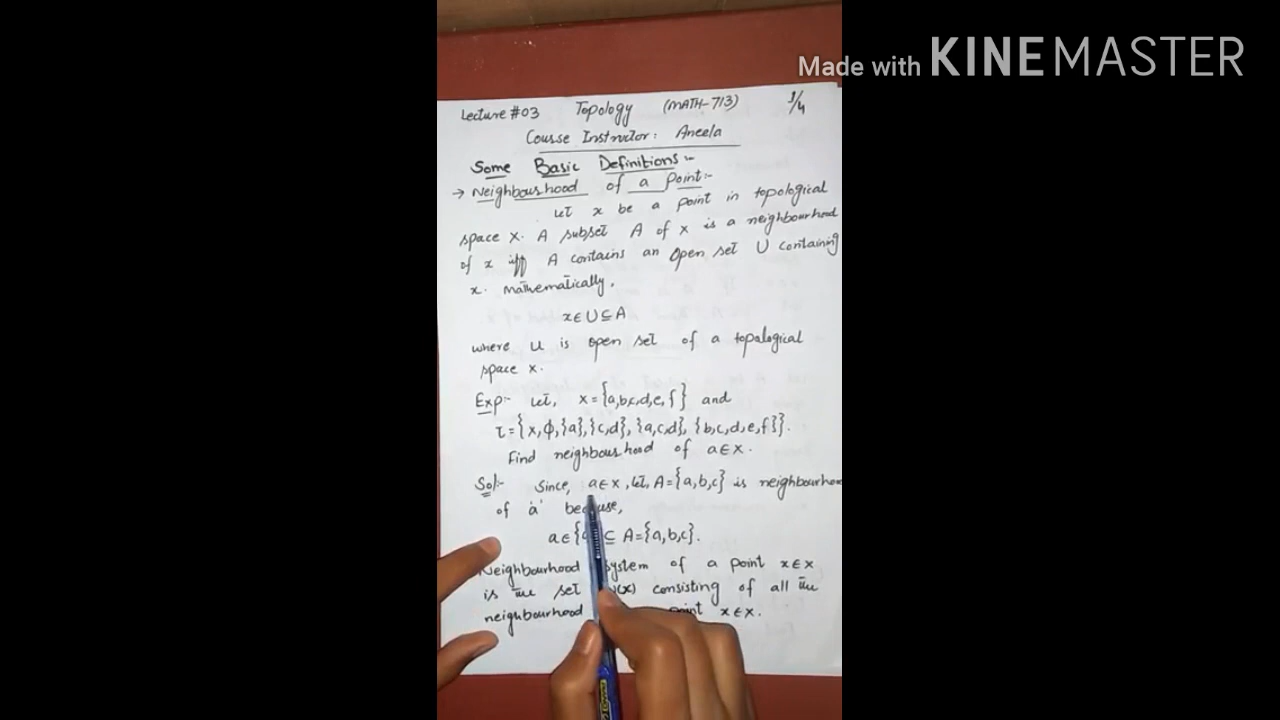 Made with KINEMASTER
Lecture #03 Topology (MATH-713) 1/4
Course Instructor: Aneela
Some Basic Definitions:-
→ Neighbourhood of a point:-
Let x be a point in topological
space X. A subset A of X is a neighbourhood
of x iff A contains an open set U containing
x. Mathematically,
x∈U⊆A
where U is open set of a topological
space X.
Exp:- Let, X={a,b,c,d,e,f} and
τ={X,ϕ,{a},{c,d},{a,c,d},{b,c,d,e,f}}.
Find neighbourhood of a∈X.
Sol:- Since, a∈X, let, A={a,b,c} is neighbourhoo
of 'a' because,
a∈{ ⊆ A={a,b,c}.
Neighbourhood system of a point x∈X
is the set N(x) consisting of all the
neighbourhood point x∈X.